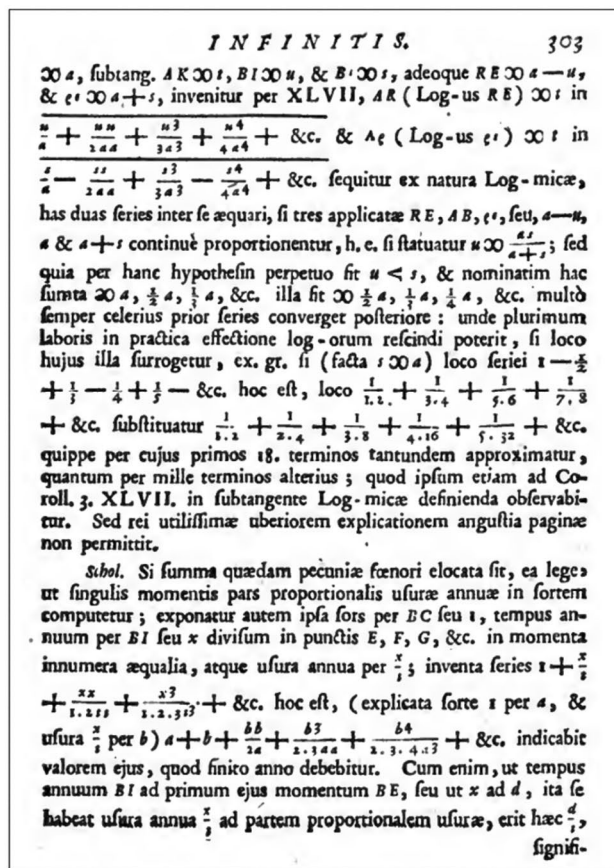 INFINITIS. 303
ꝏ a, ſubtang. AK ꝏ t, BI ꝏ u, & Bι ꝏ s, adeoque RE ꝏ a — u,
& ρι ꝏ a + s, invenitur per XLVII, AR (Log-us RE) ꝏ t in
u/a + uu/2aa + u3/3a3 + u4/4a4 + &c. & Aρ (Log-us ρι) ꝏ t in
s/a — ss/2aa + s3/3a3 — s4/4a4 + &c. ſequitur ex natura Log-micæ,
has duas ſeries inter ſe æquari, ſi tres applicatæ RE, AB, ρι, ſeu, a—u,
a & a+s continuè proportionentur, h. e. ſi ſtatuatur u ꝏ as/a+s; ſed
quia per hanc hypotheſin perpetuo fit u < s, & nominatim hac
ſumta ꝏ a, ½ a, ⅓ a, &c. illa fit ꝏ ½ a, ⅓ a, ¼ a, &c. multò
ſemper celerius prior ſeries converget poſteriore : unde plurimum
laboris in practica effectione log-orum reſcindi poterit, ſi loco
hujus illa ſurrogetur, ex. gr. ſi (facta s ꝏ a) loco ſeriei 1 — ½
+ ⅓ — ¼ + ⅕ — &c. hoc eſt, loco 1/1.2. + 1/3.4 + 1/5.6 + 1/7.8
+ &c. ſubſtituatur 1/1.2 + 1/2.4 + 1/3.8 + 1/4.16 + 1/5.32 + &c.
quippe per cujus primos 18. terminos tantundem approximatur,
quantum per mille terminos alterius ; quod ipſum etiam ad Co-
roll. 3. XLVII. in ſubtangente Log-micæ definienda obſervabi-
tur. Sed rei utiliſſimæ uberiorem explicationem anguſtia paginæ
non permittit.
Schol. Si ſumma quædam pecuniæ fœnori elocata ſit, ea lege,
ut ſingulis momentis pars proportionalis uſuræ annuæ in ſortem
computetur ; exponatur autem ipſa ſors per BC ſeu 1, tempus an-
nuum per BI ſeu x diviſum in punctis E, F, G, &c. in momenta
innumera æqualia, atque uſura annua per x/s ; inventa ſeries 1 + x/s
+ xx/1.2ss + x3/1.2.3s3 + &c. hoc eſt, (explicata ſorte 1 per a, &
uſura x/s per b) a + b + bb/2a + b3/2.3aa + b4/2.3.4a3 + &c. indicabit
valorem ejus, quod finito anno debebitur. Cum enim, ut tempus
annuum BI ad primum ejus momentum BE, ſeu ut x ad d, ita ſe
habeat uſura annua x/s ad partem proportionalem uſuræ, erit hæc d/s,
ſignifi-